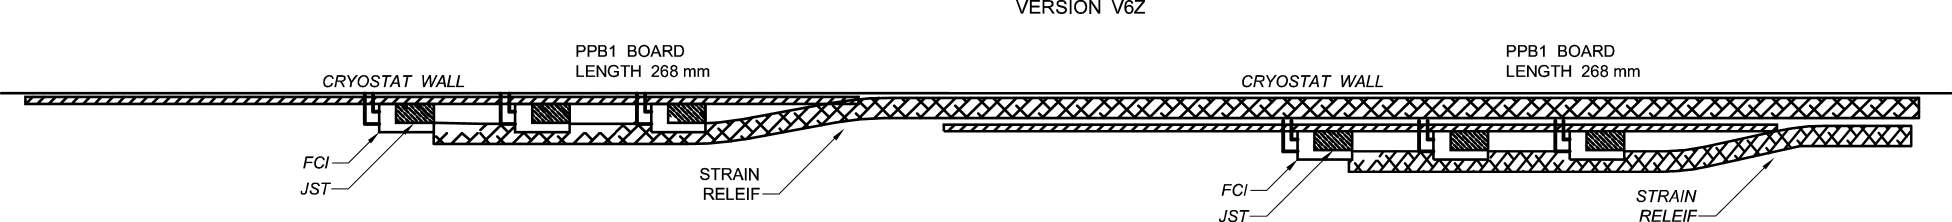 VERSION V6Z
PPB1 BOARD
LENGTH 268 mm
CRYOSTAT WALL
FCI
JST
STRAIN
RELEIF
PPB1 BOARD
LENGTH 268 mm
CRYOSTAT WALL
FCI
JST
STRAIN
RELEIF